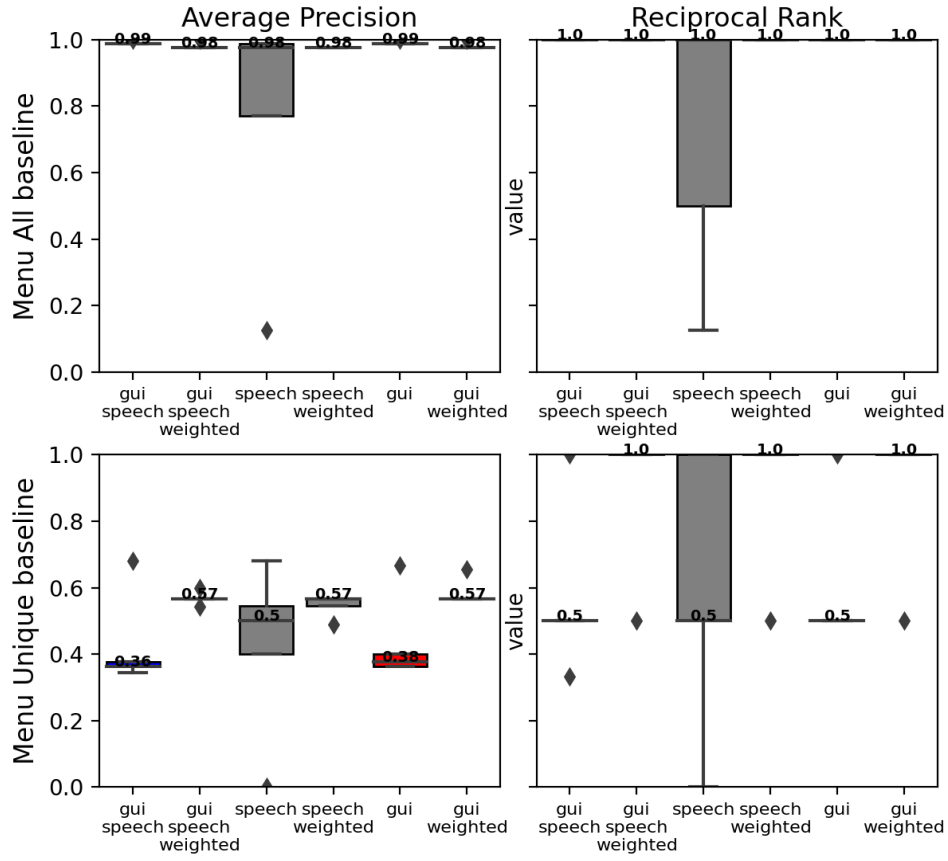 Average Precision
Reciprocal Rank
Menu All baseline
1.0
0.8
0.6
0.4
0.2
0.0
0.99
0.98
0.98
0.98
0.99
0.98
gui
speech
gui
speech
weighted
speech
speech
weighted
gui
gui
weighted
value
1.0
1.0
1.0
1.0
1.0
1.0
gui
speech
gui
speech
weighted
speech
speech
weighted
gui
gui
weighted
Menu Unique baseline
1.0
0.8
0.6
0.4
0.2
0.0
0.36
0.57
0.5
0.57
0.38
0.57
gui
speech
gui
speech
weighted
speech
speech
weighted
gui
gui
weighted
value
0.5
1.0
0.5
1.0
0.5
1.0
gui
speech
gui
speech
weighted
speech
speech
weighted
gui
gui
weighted